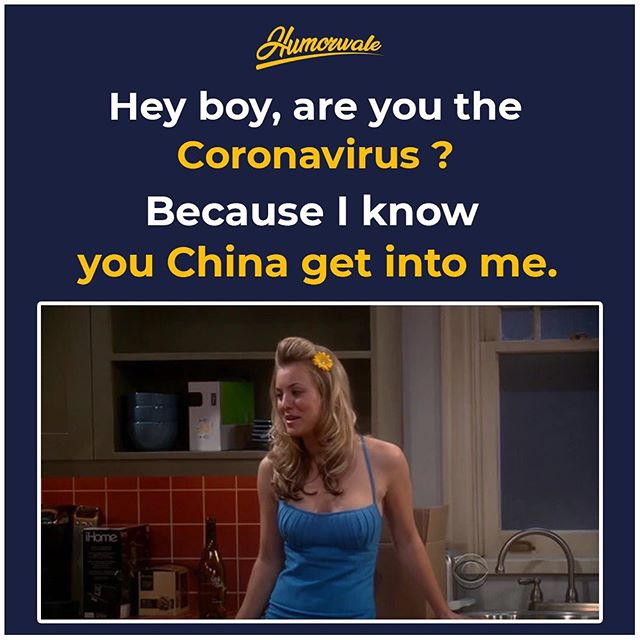 Humorwale
Hey boy, are you the
Coronavirus ?
Because I know
you China get into me.
iHome